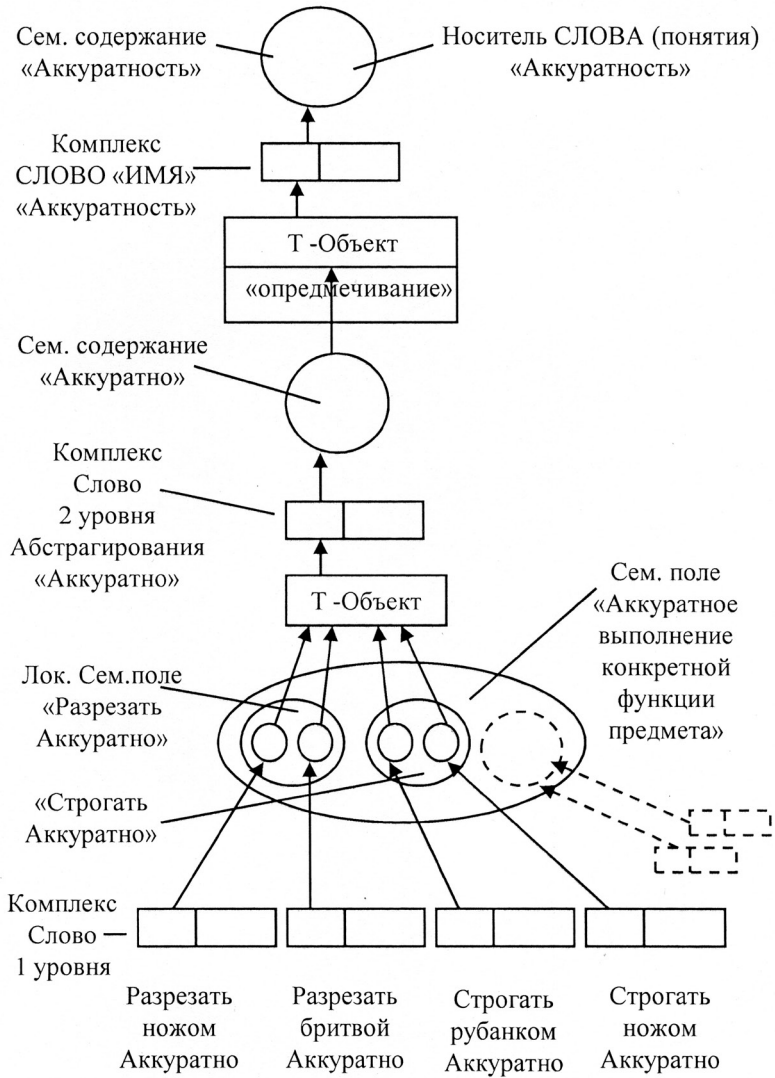 Сем. содержание
«Аккуратность»
Носитель СЛОВА (понятия)
«Аккуратность»
Комплекс
СЛОВО «ИМЯ»
«Аккуратность»
Т -Объект
«опредмечивание»
Сем. содержание
«Аккуратно»
Комплекс
Слово
2 уровня
Абстрагирования
«Аккуратно»
Т -Объект
Сем. поле
«Аккуратное
выполнение
конкретной
функции
предмета»
Лок. Сем.поле
«Разрезать
Аккуратно»
«Строгать
Аккуратно»
Комплекс
Слово
1 уровня
Разрезать
ножом
Аккуратно
Разрезать
бритвой
Аккуратно
Строгать
рубанком
Аккуратно
Строгать
ножом
Аккуратно